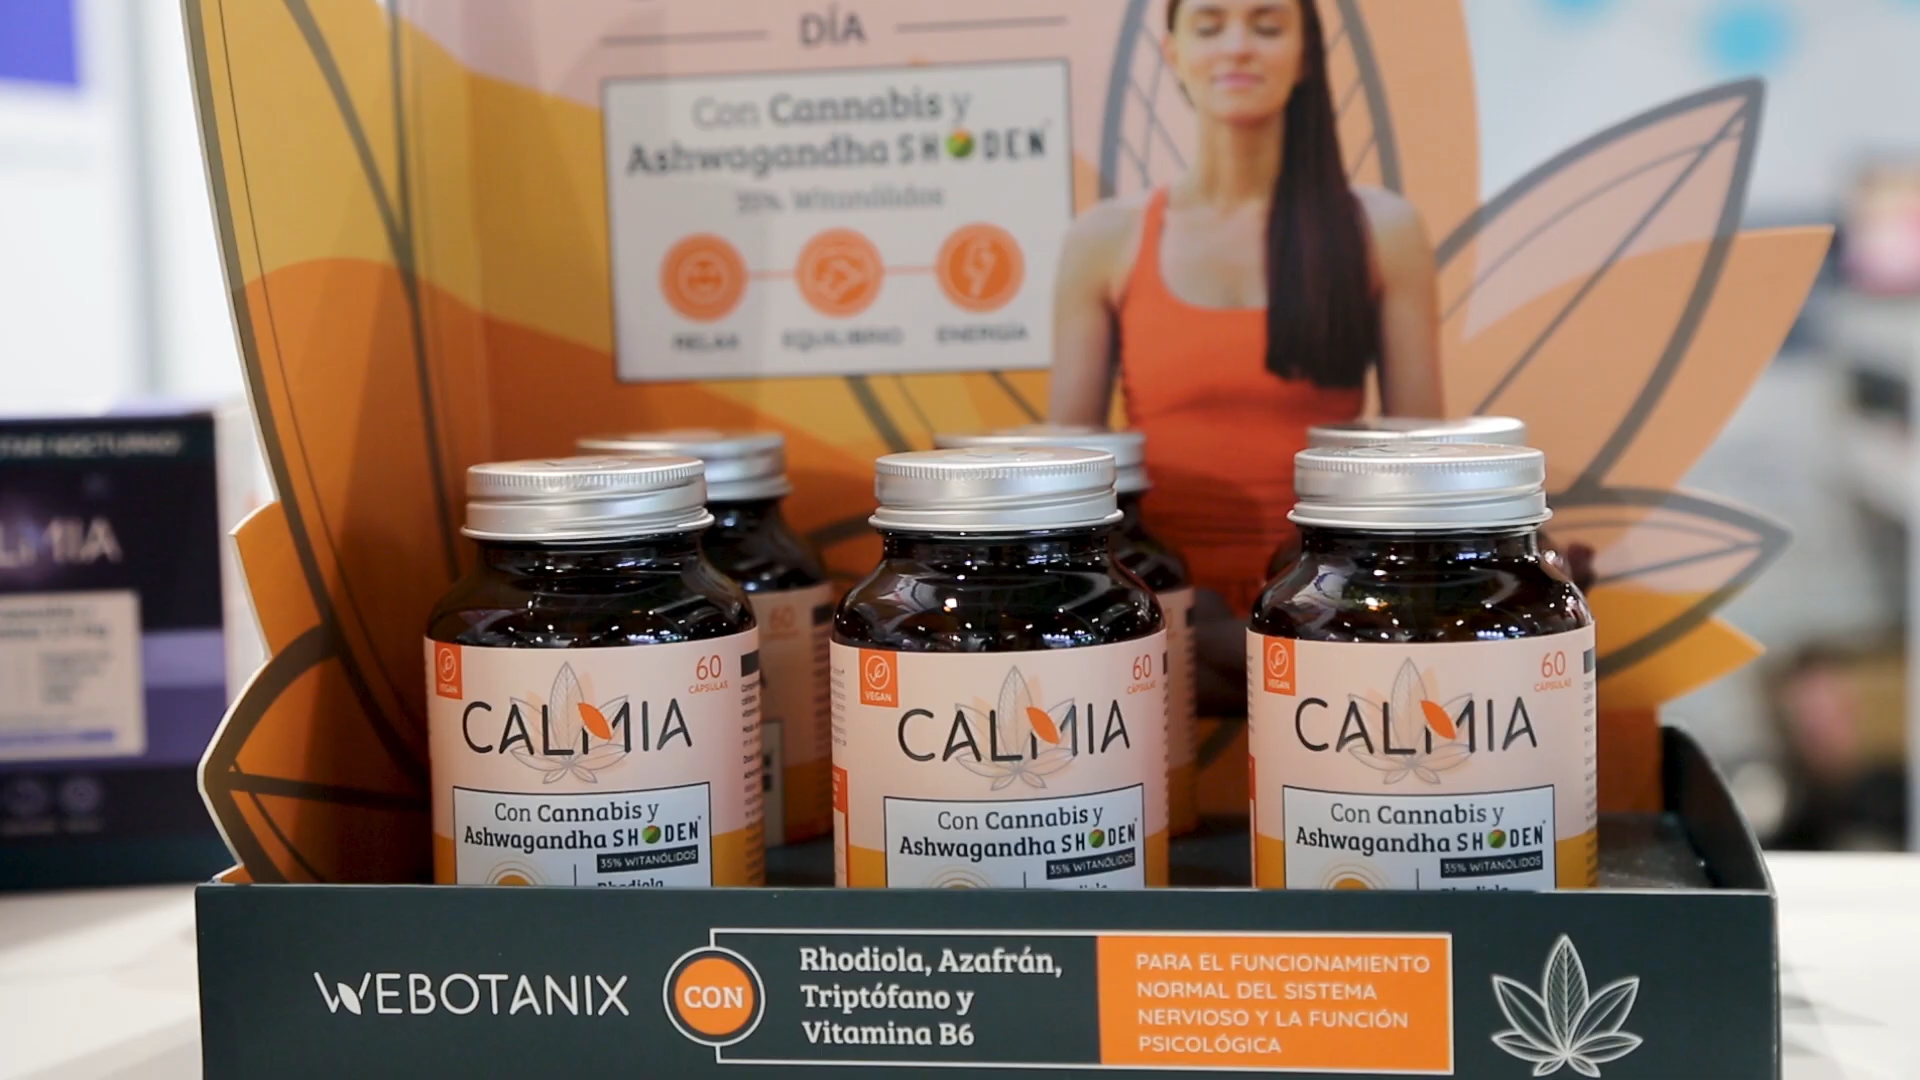 DÍA
Con Cannabis y
Ashwagandha SHODEN
35% Witanólidos
RELAX EQUILIBRIO ENERGÍA
CALMIA
60
VEGAN
60
CÁPSULAS
CALMIA
Con Cannabis y
Ashwagandha SHODEN
35% WITANÓLIDOS
Rhodiola
VEGAN
60
CÁPSULAS
CALMIA
Con Cannabis y
Ashwagandha SHODEN
35% WITANÓLIDOS
VEGAN
60
CÁPSULAS
CALMIA
Con Cannabis y
Ashwagandha SHODEN
35% WITANÓLIDOS
WEBOTANIX
CON
Rhodiola, Azafrán,
Triptófano y
Vitamina B6
PARA EL FUNCIONAMIENTO
NORMAL DEL SISTEMA
NERVIOSO Y LA FUNCIÓN
PSICOLÓGICA